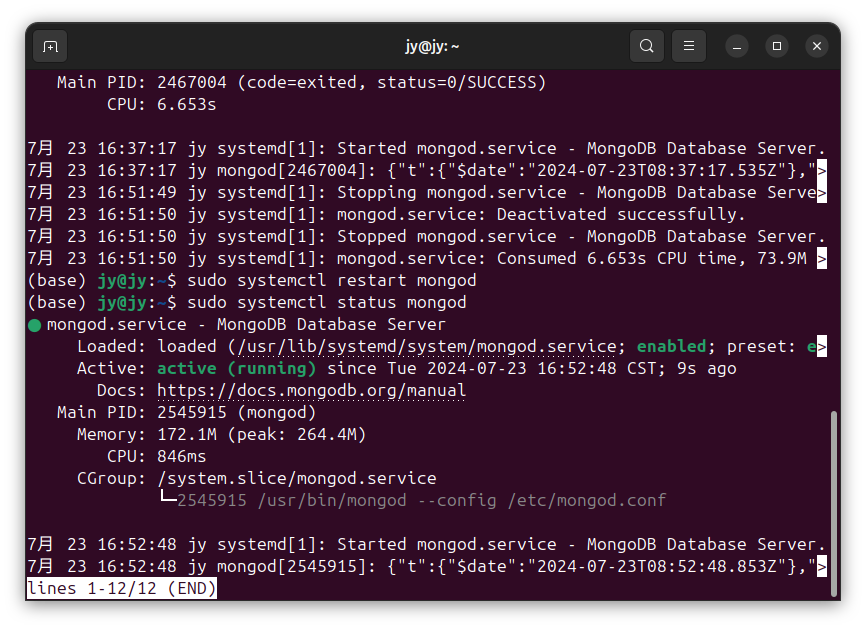 jy@jy: ~
Main PID: 2467004 (code=exited, status=0/SUCCESS)
CPU: 6.653s
7月 23 16:37:17 jy systemd[1]: Started mongod.service - MongoDB Database Server.
7月 23 16:37:17 jy mongod[2467004]: {"t":{"$date":"2024-07-23T08:37:17.535Z"},">
7月 23 16:51:49 jy systemd[1]: Stopping mongod.service - MongoDB Database Serve>
7月 23 16:51:50 jy systemd[1]: mongod.service: Deactivated successfully.
7月 23 16:51:50 jy systemd[1]: Stopped mongod.service - MongoDB Database Server.
7月 23 16:51:50 jy systemd[1]: mongod.service: Consumed 6.653s CPU time, 73.9M >
(base) jy@jy:~$ sudo systemctl restart mongod
(base) jy@jy:~$ sudo systemctl status mongod
● mongod.service - MongoDB Database Server
Loaded: loaded (/usr/lib/systemd/system/mongod.service; enabled; preset: e>
Active: active (running) since Tue 2024-07-23 16:52:48 CST; 9s ago
Docs: https://docs.mongodb.org/manual
Main PID: 2545915 (mongod)
Memory: 172.1M (peak: 264.4M)
CPU: 846ms
CGroup: /system.slice/mongod.service
└─2545915 /usr/bin/mongod --config /etc/mongod.conf
7月 23 16:52:48 jy systemd[1]: Started mongod.service - MongoDB Database Server.
7月 23 16:52:48 jy mongod[2545915]: {"t":{"$date":"2024-07-23T08:52:48.853Z"},">
lines 1-12/12 (END)